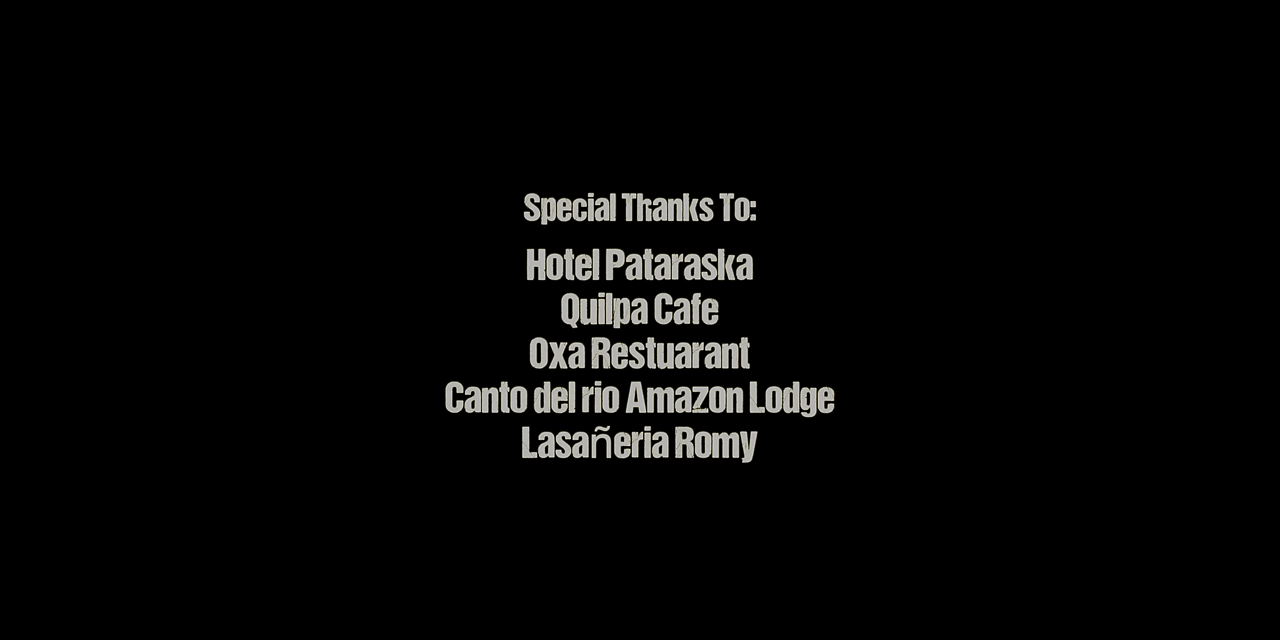 Special Thanks To:
Hotel Pataraska
Quilpa Cafe
Oxa Restuarant
Canto del rio Amazon Lodge
Lasañeria Romy